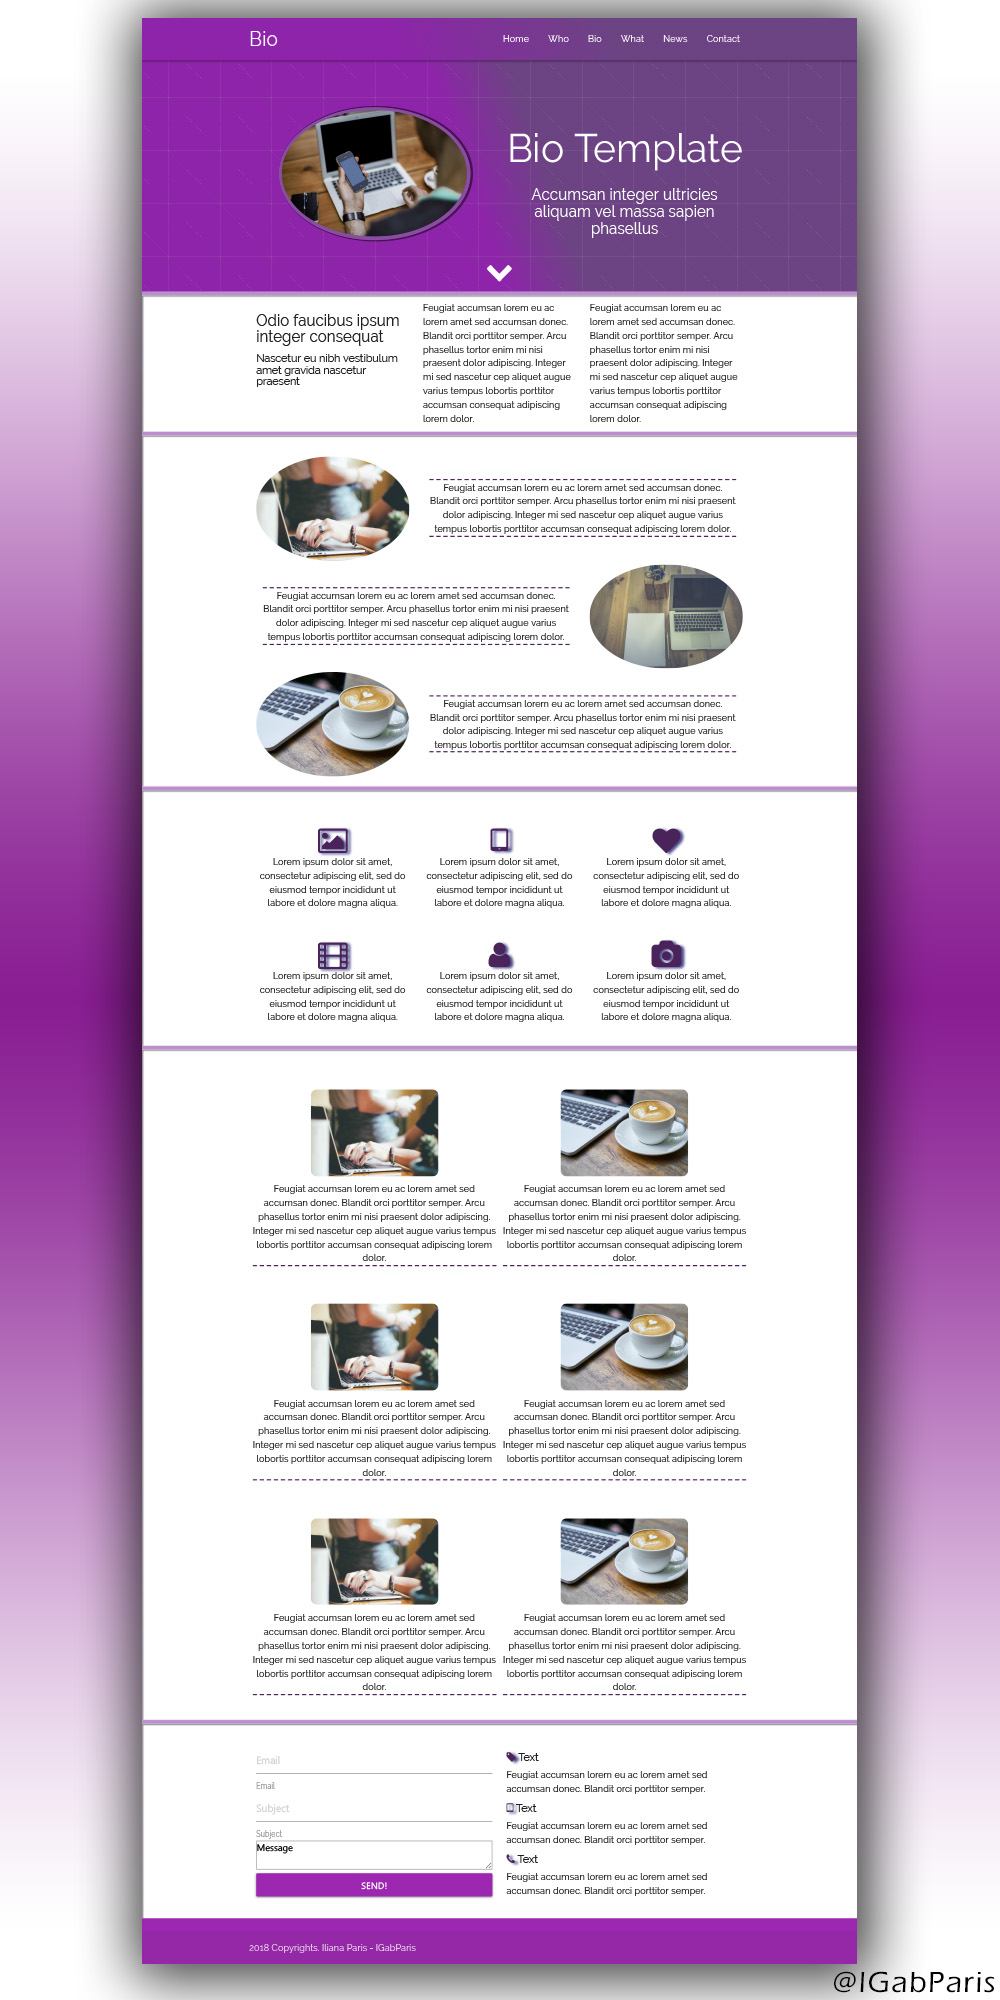 Bio
Home Who Bio What News Contact
Bio Template
Accumsan integer ultricies
aliquam vel massa sapien
phasellus
Odio faucibus ipsum
integer consequat
Nascetur eu nibh vestibulum
amet gravida nascetur
praesent
Feugiat accumsan lorem eu ac
lorem amet sed accumsan donec.
Blandit orci porttitor semper. Arcu
phasellus tortor enim mi nisi
praesent dolor adipiscing. Integer
mi sed nascetur cep aliquet augue
varius tempus lobortis porttitor
accumsan consequat adipiscing
lorem dolor.
Feugiat accumsan lorem eu ac
lorem amet sed accumsan donec.
Blandit orci porttitor semper. Arcu
phasellus tortor enim mi nisi
praesent dolor adipiscing. Integer
mi sed nascetur cep aliquet augue
varius tempus lobortis porttitor
accumsan consequat adipiscing
lorem dolor.
Feugiat accumsan lorem eu ac lorem amet sed accumsan donec.
Blandit orci porttitor semper. Arcu phasellus tortor enim mi nisi praesent
dolor adipiscing. Integer mi sed nascetur cep aliquet augue varius
tempus lobortis porttitor accumsan consequat adipiscing lorem dolor.
Feugiat accumsan lorem eu ac lorem amet sed accumsan donec.
Blandit orci porttitor semper. Arcu phasellus tortor enim mi nisi praesent
dolor adipiscing. Integer mi sed nascetur cep aliquet augue varius
tempus lobortis porttitor accumsan consequat adipiscing lorem dolor.
Feugiat accumsan lorem eu ac lorem amet sed accumsan donec.
Blandit orci porttitor semper. Arcu phasellus tortor enim mi nisi praesent
dolor adipiscing. Integer mi sed nascetur cep aliquet augue varius
tempus lobortis porttitor accumsan consequat adipiscing lorem dolor.
Lorem ipsum dolor sit amet,
consectetur adipiscing elit, sed do
eiusmod tempor incididunt ut
labore et dolore magna aliqua.
Lorem ipsum dolor sit amet,
consectetur adipiscing elit, sed do
eiusmod tempor incididunt ut
labore et dolore magna aliqua.
Lorem ipsum dolor sit amet,
consectetur adipiscing elit, sed do
eiusmod tempor incididunt ut
labore et dolore magna aliqua.
Lorem ipsum dolor sit amet,
consectetur adipiscing elit, sed do
eiusmod tempor incididunt ut
labore et dolore magna aliqua.
Lorem ipsum dolor sit amet,
consectetur adipiscing elit, sed do
eiusmod tempor incididunt ut
labore et dolore magna aliqua.
Lorem ipsum dolor sit amet,
consectetur adipiscing elit, sed do
eiusmod tempor incididunt ut
labore et dolore magna aliqua.
Feugiat accumsan lorem eu ac lorem amet sed
accumsan donec. Blandit orci porttitor semper. Arcu
phasellus tortor enim mi nisi praesent dolor adipiscing.
Integer mi sed nascetur cep aliquet augue varius tempus
lobortis porttitor accumsan consequat adipiscing lorem
dolor.
Feugiat accumsan lorem eu ac lorem amet sed
accumsan donec. Blandit orci porttitor semper. Arcu
phasellus tortor enim mi nisi praesent dolor adipiscing.
Integer mi sed nascetur cep aliquet augue varius tempus
lobortis porttitor accumsan consequat adipiscing lorem
dolor.
Feugiat accumsan lorem eu ac lorem amet sed
accumsan donec. Blandit orci porttitor semper. Arcu
phasellus tortor enim mi nisi praesent dolor adipiscing.
Integer mi sed nascetur cep aliquet augue varius tempus
lobortis porttitor accumsan consequat adipiscing lorem
dolor.
Feugiat accumsan lorem eu ac lorem amet sed
accumsan donec. Blandit orci porttitor semper. Arcu
phasellus tortor enim mi nisi praesent dolor adipiscing.
Integer mi sed nascetur cep aliquet augue varius tempus
lobortis porttitor accumsan consequat adipiscing lorem
dolor.
Feugiat accumsan lorem eu ac lorem amet sed
accumsan donec. Blandit orci porttitor semper. Arcu
phasellus tortor enim mi nisi praesent dolor adipiscing.
Integer mi sed nascetur cep aliquet augue varius tempus
lobortis porttitor accumsan consequat adipiscing lorem
dolor.
Feugiat accumsan lorem eu ac lorem amet sed
accumsan donec. Blandit orci porttitor semper. Arcu
phasellus tortor enim mi nisi praesent dolor adipiscing.
Integer mi sed nascetur cep aliquet augue varius tempus
lobortis porttitor accumsan consequat adipiscing lorem
dolor.
Email
Email
Subject
Subject
Message
SEND!
Text
Feugiat accumsan lorem eu ac lorem amet sed
accumsan donec. Blandit orci porttitor semper.
Text
Feugiat accumsan lorem eu ac lorem amet sed
accumsan donec. Blandit orci porttitor semper.
Text
Feugiat accumsan lorem eu ac lorem amet sed
accumsan donec. Blandit orci porttitor semper.
2018 Copyrights. Iliana Paris - IGabParis
@IGabParis